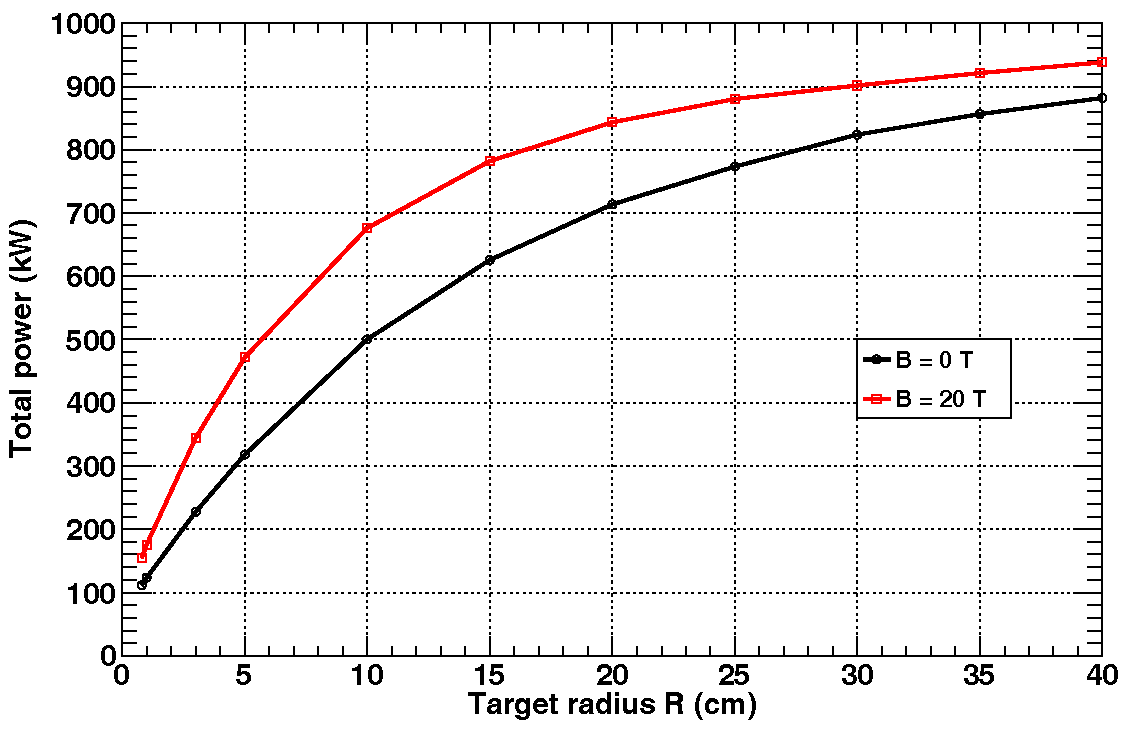 1000
900
800
700
600
500
400
300
200
100
0
Total power (kW)
B = 0 T
B = 20 T
0 5 10 15 20 25 30 35 40
Target radius R (cm)